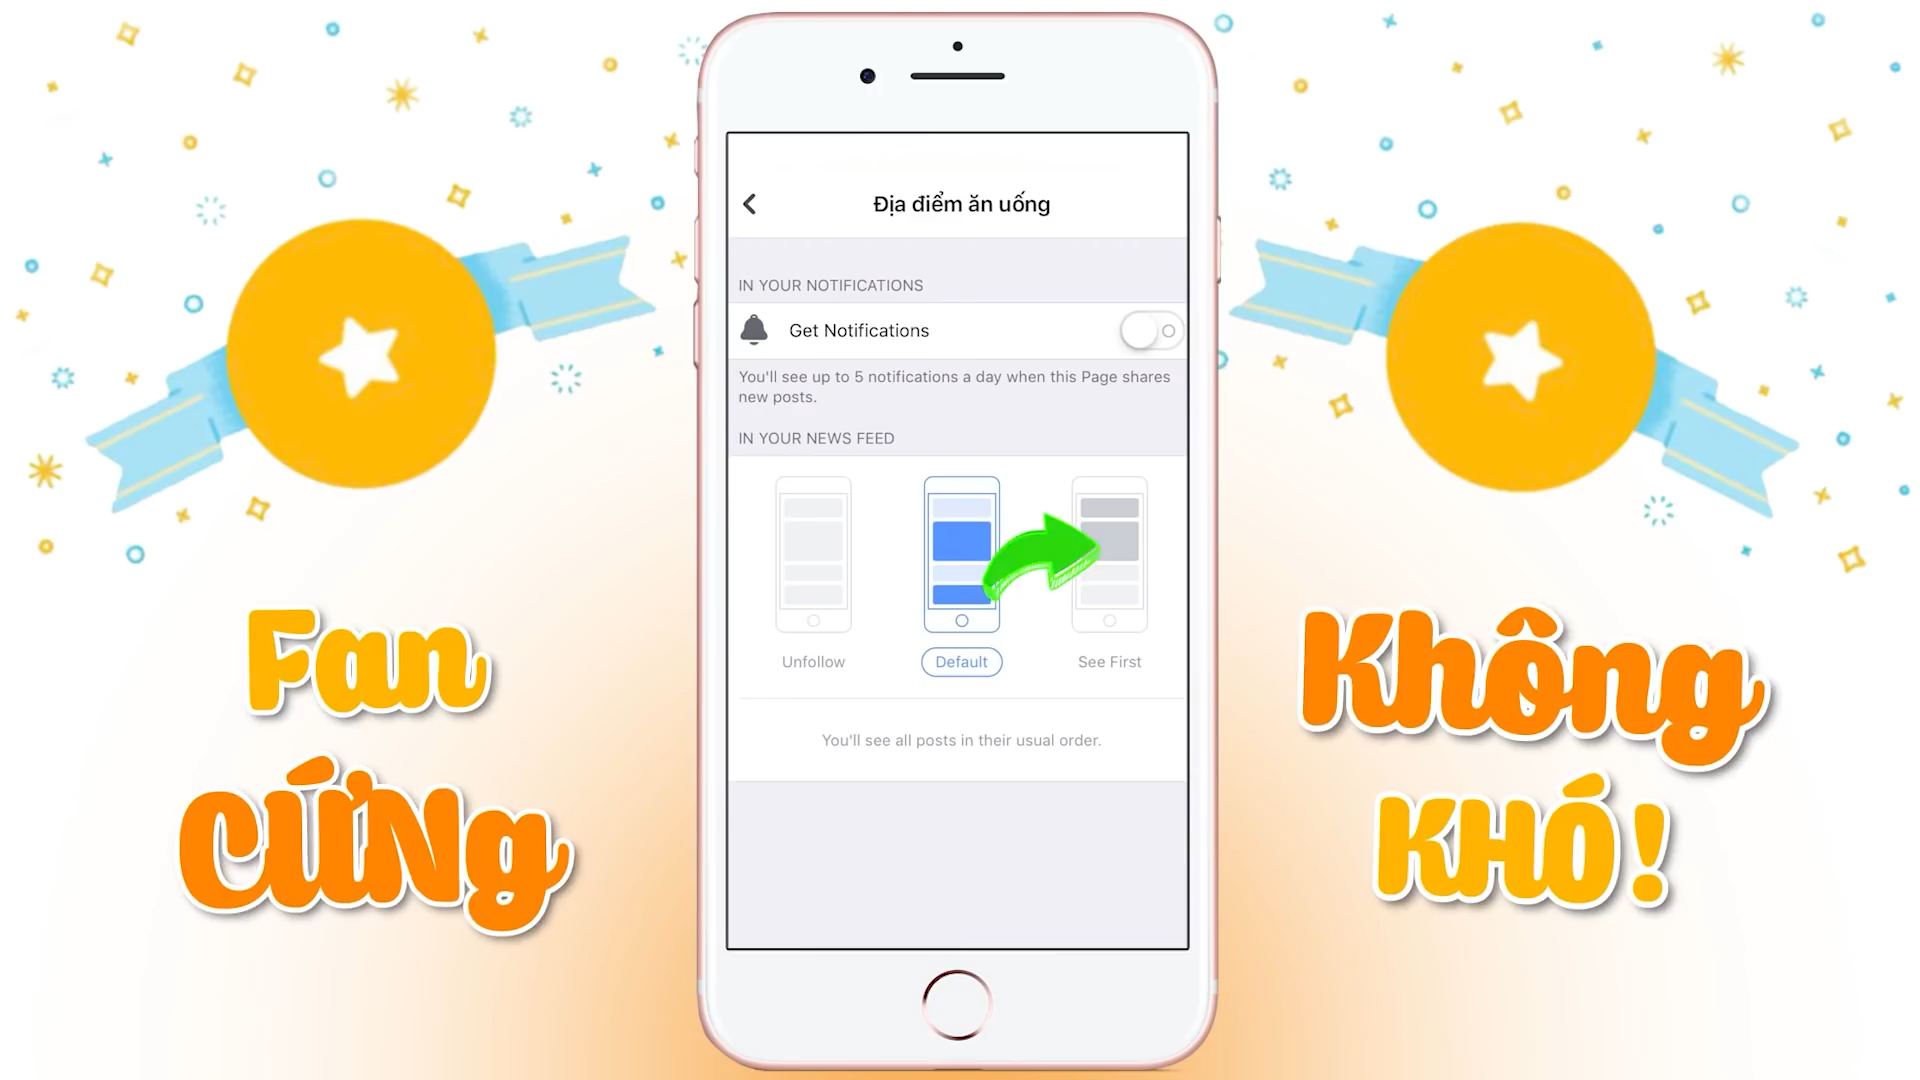 Địa điểm ăn uống
IN YOUR NOTIFICATIONS
Get Notifications
You'll see up to 5 notifications a day when this Page shares
new posts.
IN YOUR NEWS FEED
Unfollow
Default
See First
You'll see all posts in their usual order.
Fan
CỨNg
Không
KHÓ!